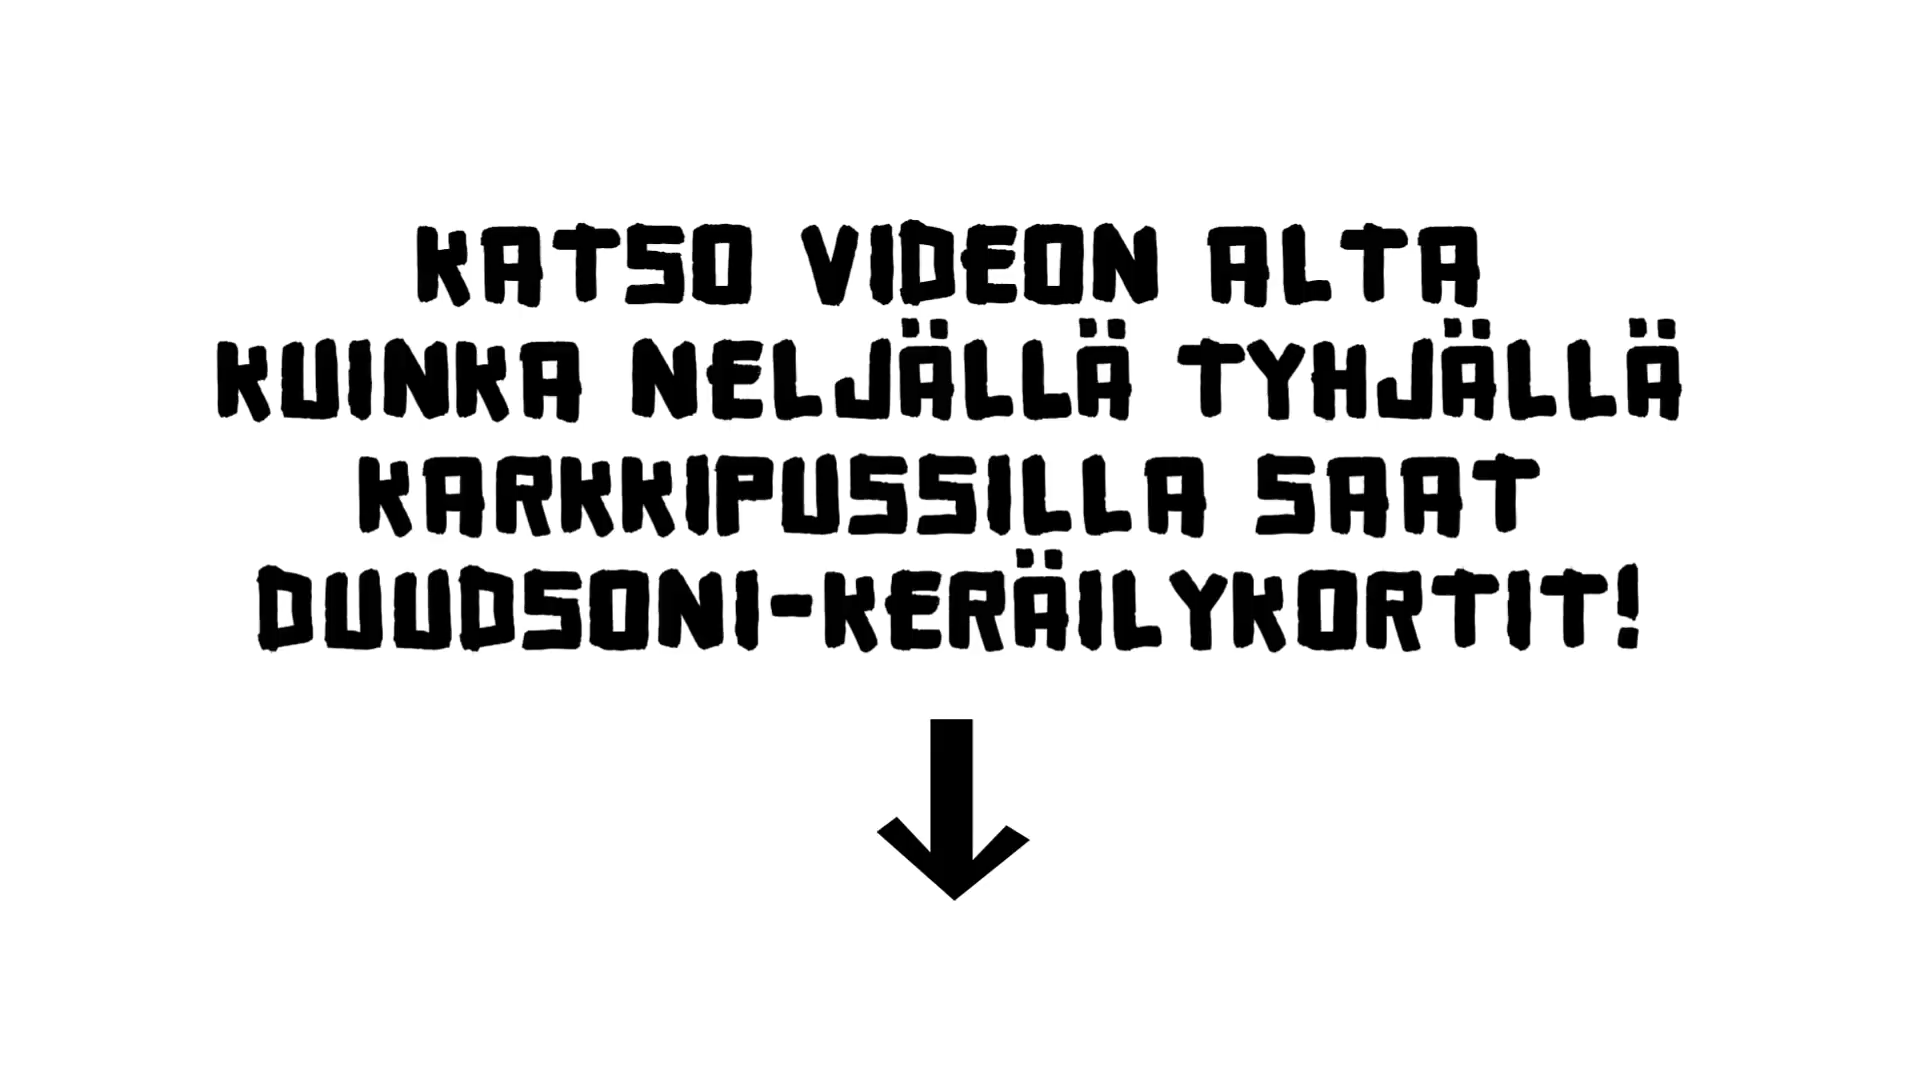 KATSO VIDEON ALTA
KUINKA NELJÄLLÄ TYHJÄLLÄ
KARKKIPUSSILLA SAAT
DUUDSONI-KERÄILYKORTIT!